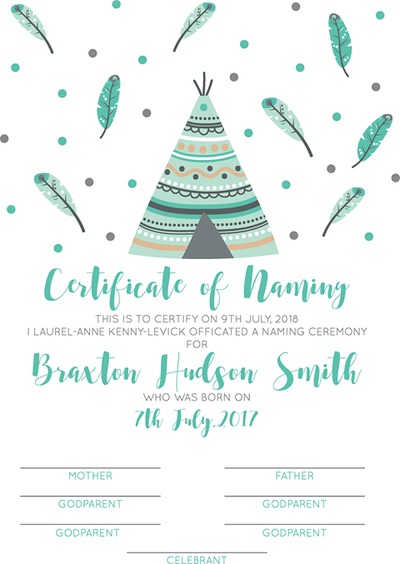 Certificate of Naming
THIS IS TO CERTIFY ON 9TH JULY, 2018
I LAUREL-ANNE KENNY-LEVICK OFFICATED A NAMING CEREMONY
FOR
Braxton Hudson Smith
WHO WAS BORN ON
7th July,2017
MOTHER FATHER
GODPARENT GODPARENT
GODPARENT GODPARENT
CELEBRANT